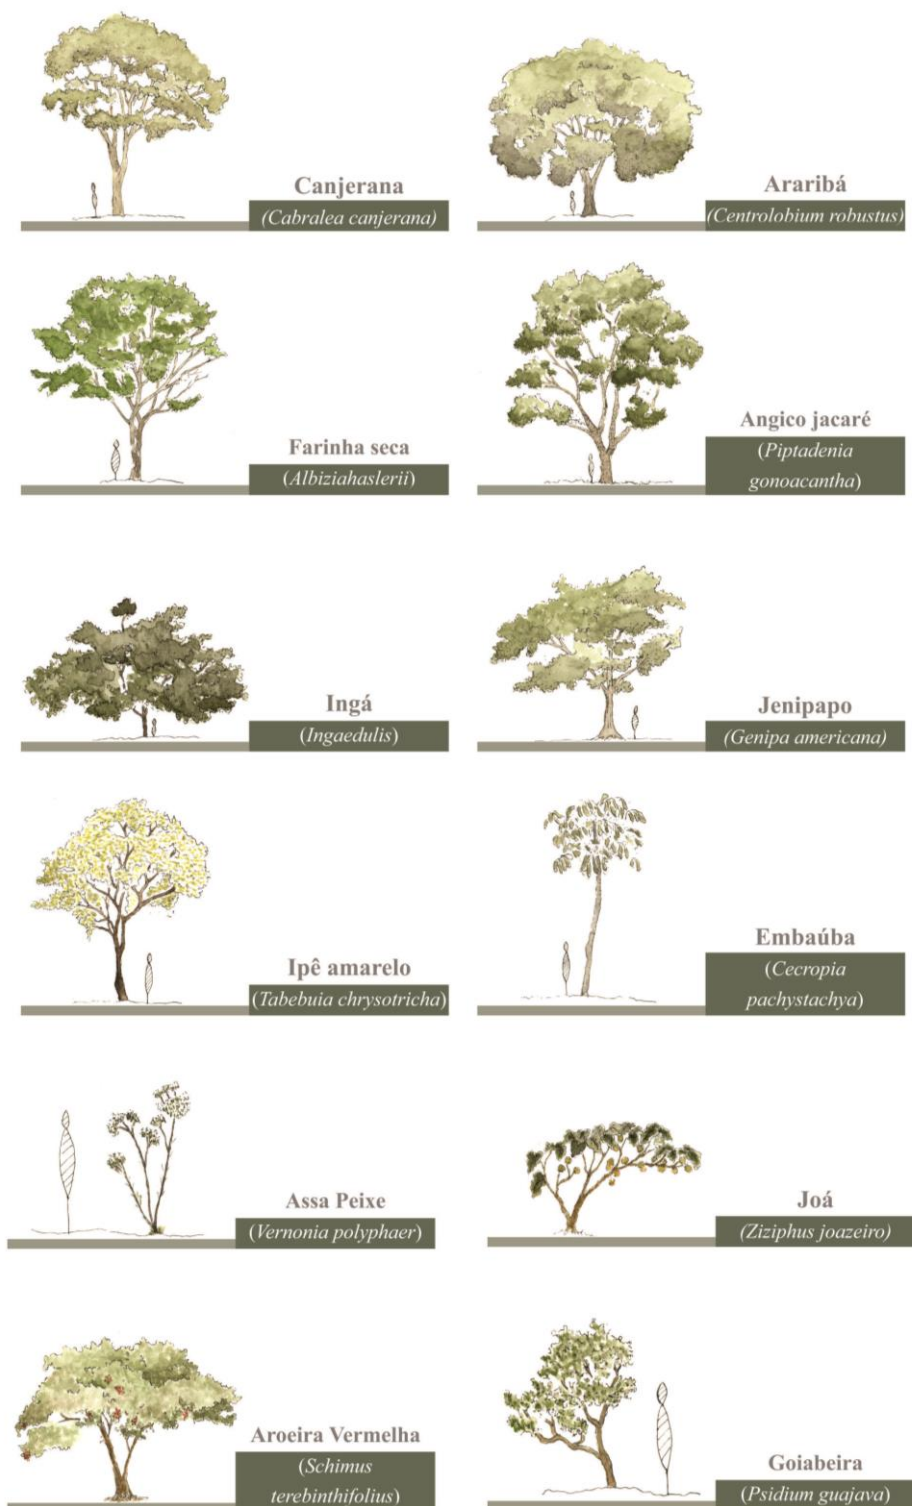 Canjerana
(Cabralea canjerana)
Araribá
(Centrolobium robustus)
Farinha seca
(Albiziahaslerii)
Angico jacaré
(Piptadenia
gonoacantha)
Ingá
(Ingaedulis)
Jenipapo
(Genipa americana)
Ipê amarelo
(Tabebuia chrysotricha)
Embaúba
(Cecropia
pachystachya)
Assa Peixe
(Vernonia polyphaer)
Joá
(Ziziphus joazeiro)
Aroeira Vermelha
(Schimus
terebinthifolius)
Goiabeira
(Psidium guajava)